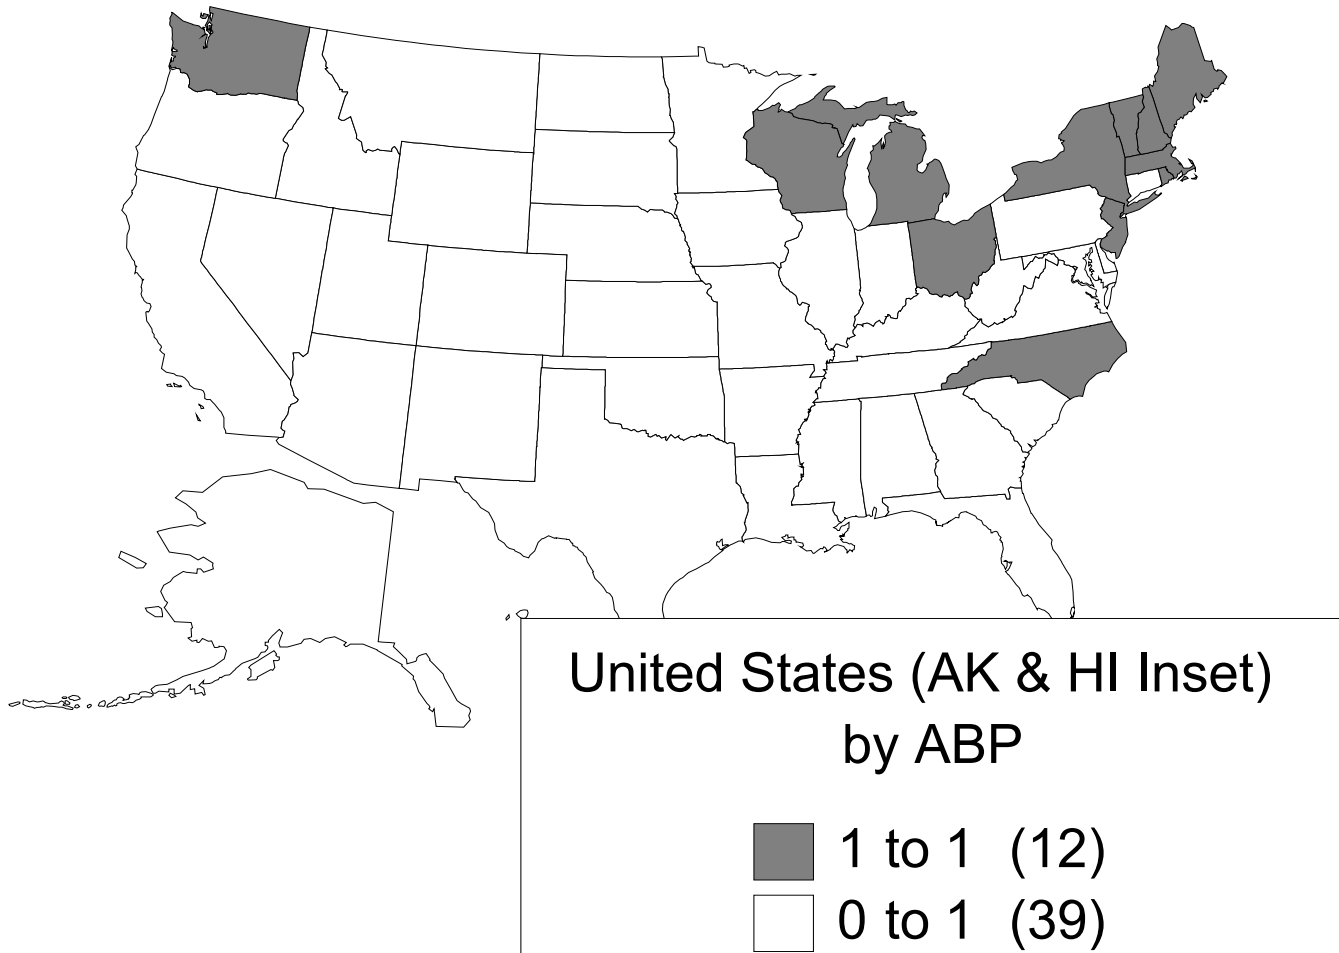 United States (AK & HI Inset)
by ABP
1 to 1 (12)
0 to 1 (39)